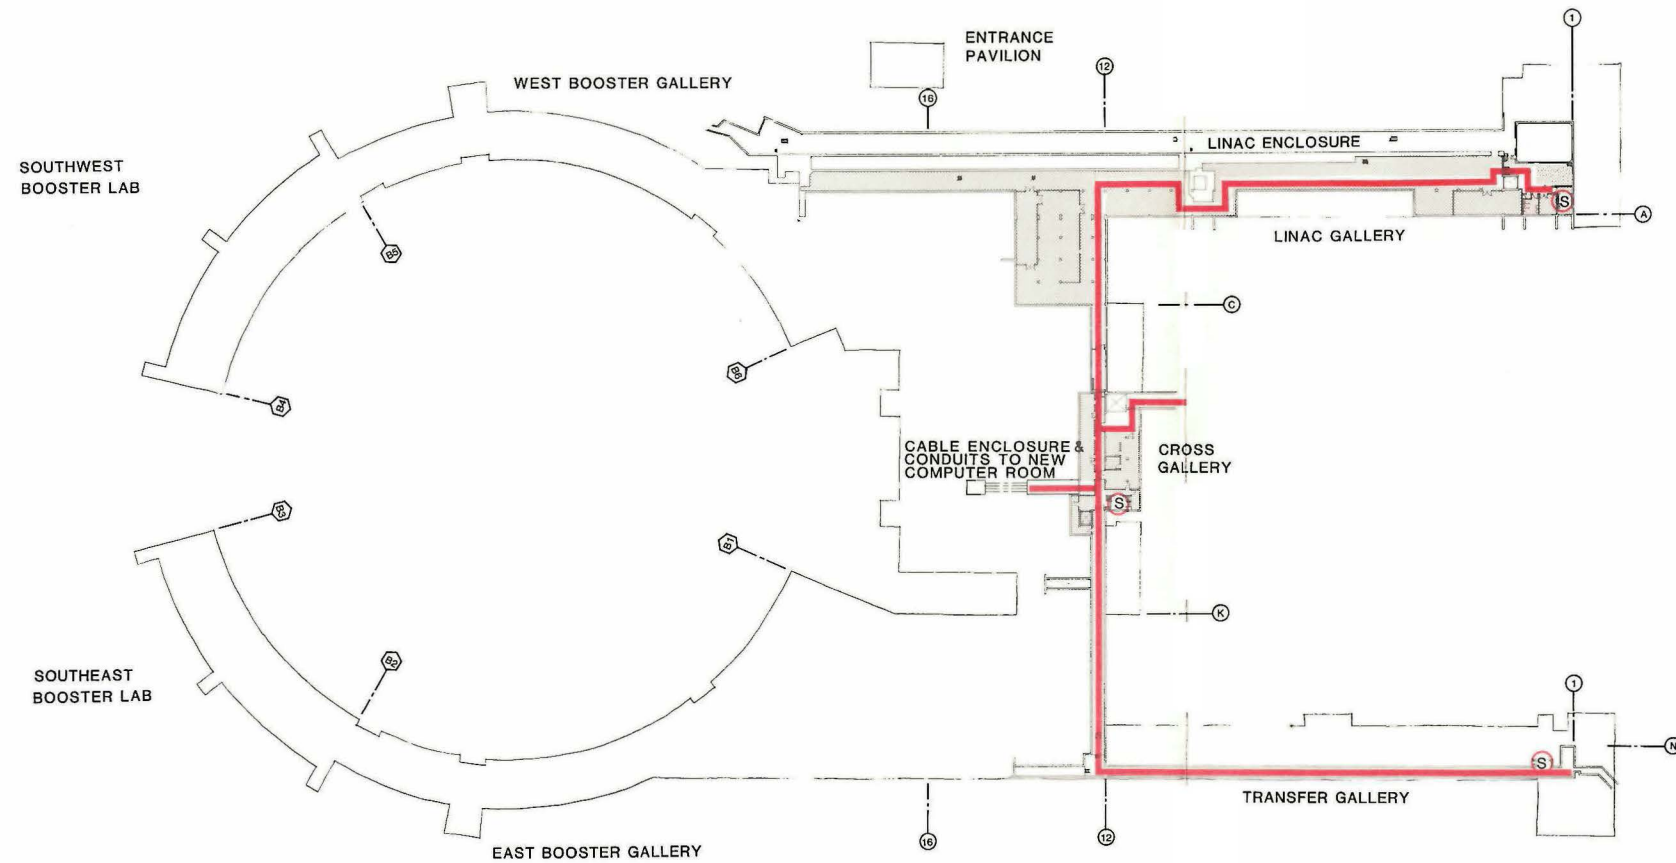 1
ENTRANCE
PAVILION
12
WEST BOOSTER GALLERY
16
LINAC ENCLOSURE
SOUTHWEST
BOOSTER LAB
S
A
LINAC GALLERY
B5
C
B6
B4
CABLE ENCLOSURE &
CONDUITS TO NEW
COMPUTER ROOM
CROSS
GALLERY
S
B3
B1
K
B2
SOUTHEAST
BOOSTER LAB
1
N
S
TRANSFER GALLERY
16
12
EAST BOOSTER GALLERY